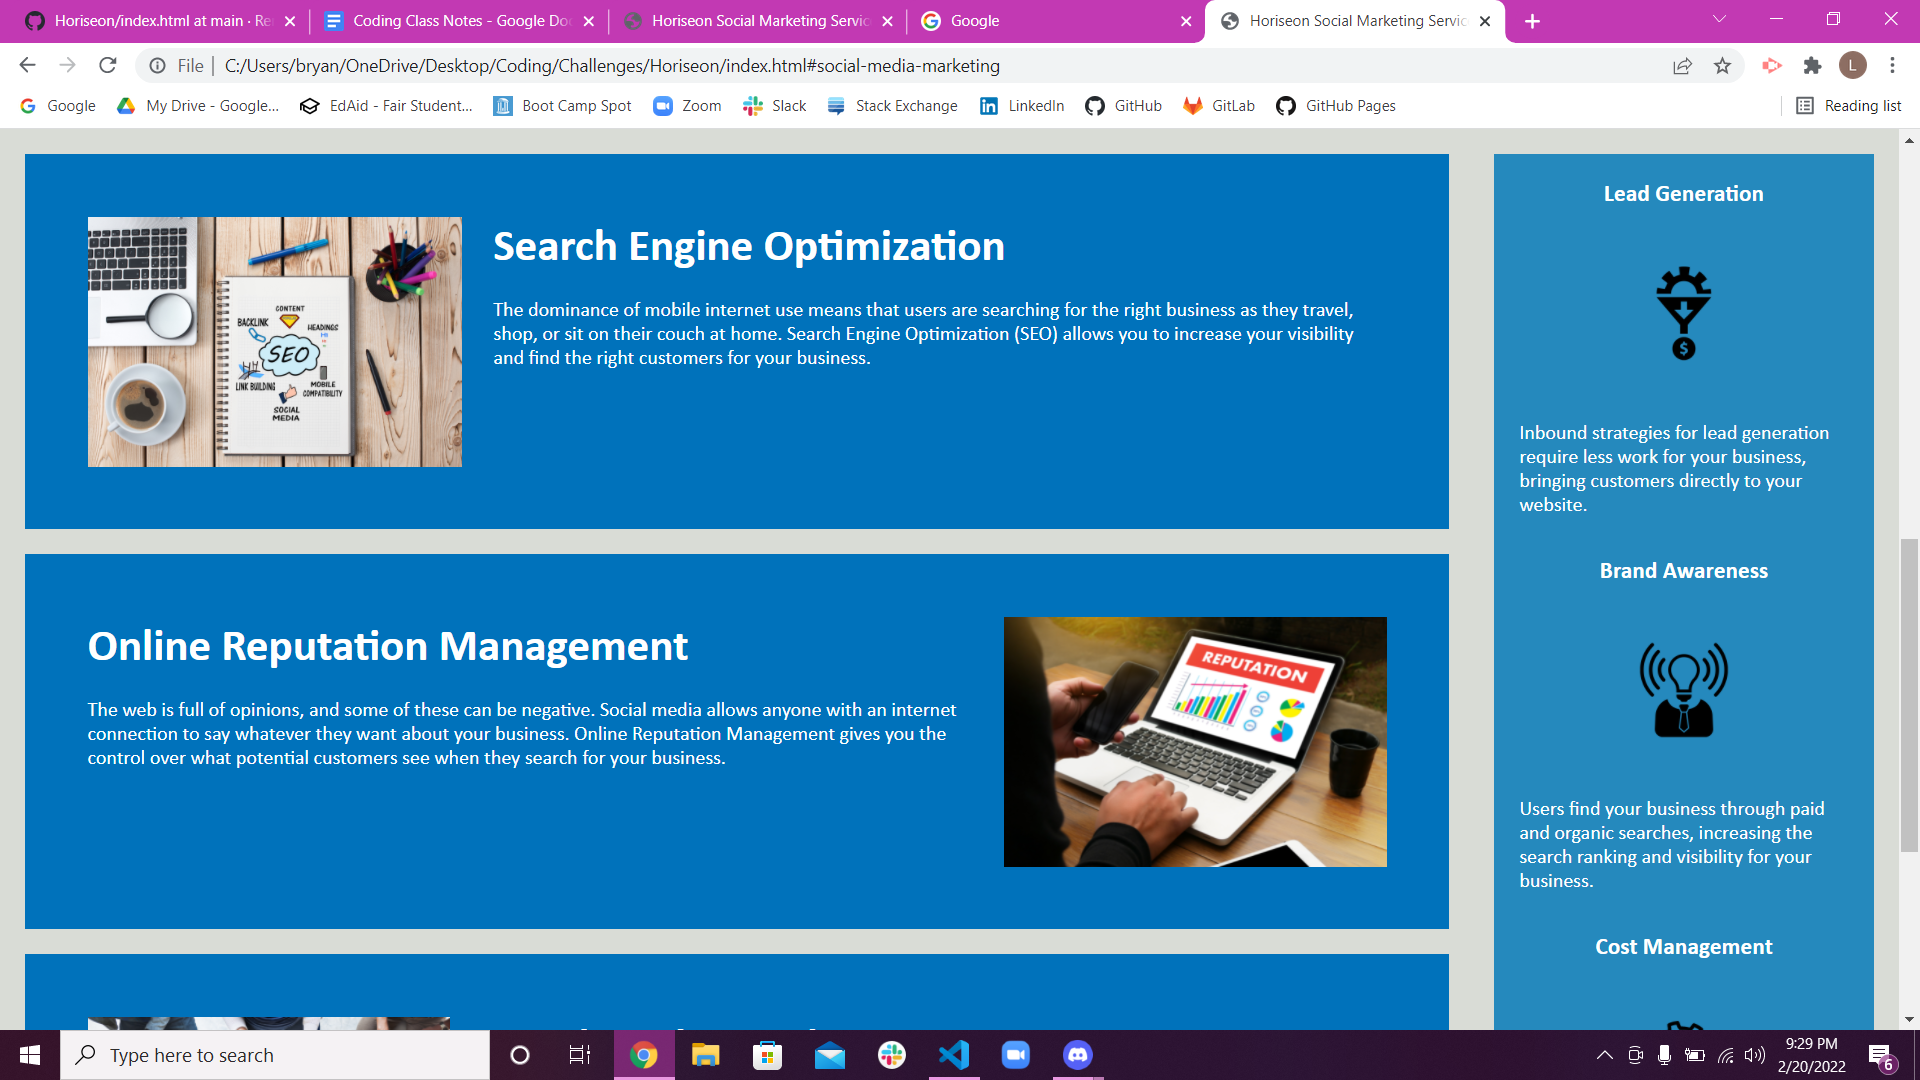 Horiseon/index.html at main · Re
Coding Class Notes - Google Do
Horiseon Social Marketing Servic
Google
Horiseon Social Marketing Servic
File
C:/Users/bryan/OneDrive/Desktop/Coding/Challenges/Horiseon/index.html#social-media-marketing
L
Google
My Drive - Google...
EdAid - Fair Student...
Boot Camp Spot
Zoom
Slack
Stack Exchange
LinkedIn
GitHub
GitLab
GitHub Pages
Reading list
CONTENT
BACKLINK
HEADINGS
SEO
LINK BUILDING
MOBILE
COMPATIBILITY
SOCIAL
MEDIA
Search Engine Optimization
The dominance of mobile internet use means that users are searching for the right business as they travel,
shop, or sit on their couch at home. Search Engine Optimization (SEO) allows you to increase your visibility
and find the right customers for your business.
Online Reputation Management
The web is full of opinions, and some of these can be negative. Social media allows anyone with an internet
connection to say whatever they want about your business. Online Reputation Management gives you the
control over what potential customers see when they search for your business.
REPUTATION
Lead Generation
$
Inbound strategies for lead generation
require less work for your business,
bringing customers directly to your
website.
Brand Awareness
Users find your business through paid
and organic searches, increasing the
search ranking and visibility for your
business.
Cost Management
Type here to search
9:29 PM
2/20/2022
6